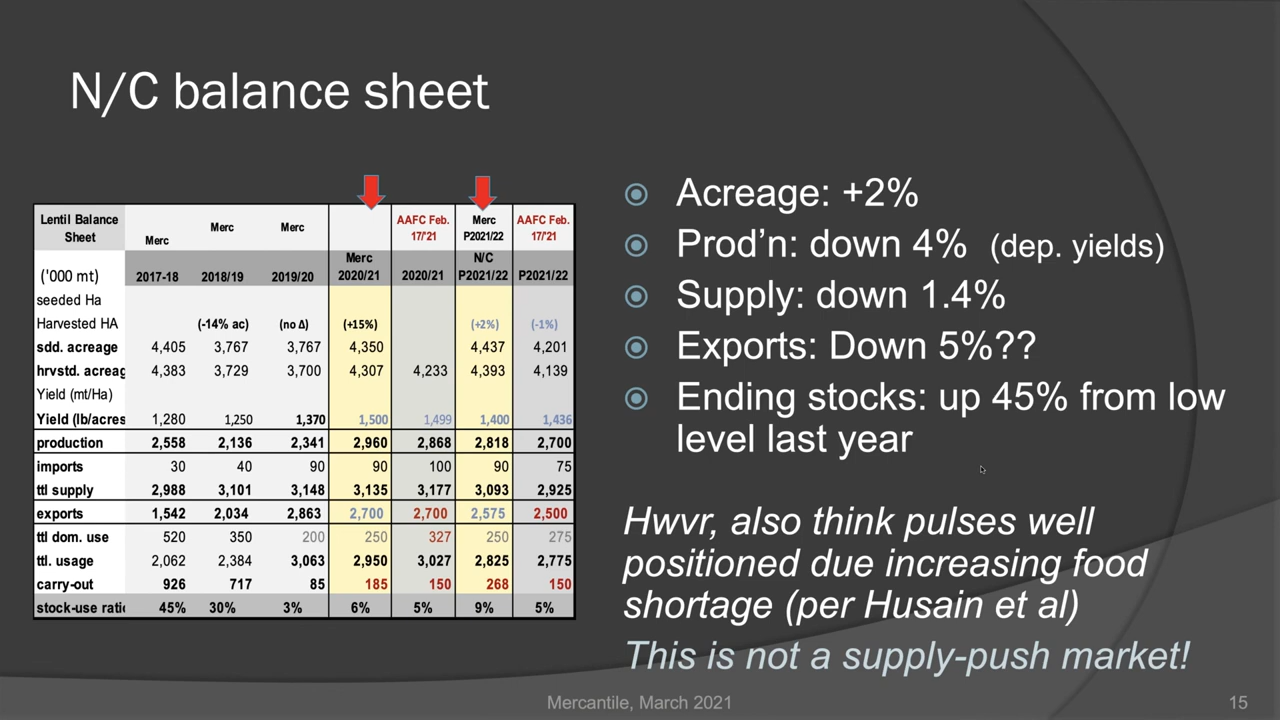 N/C balance sheet
Lentil Balance Sheet Merc Merc Merc AAFC Feb. 17/'21 Merc P2021/22 AAFC Feb. 17/'21
('000 mt) 2017-18 2018/19 2019/20 Merc 2020/21 2020/21 N/C P2021/22 P2021/22
seeded Ha
Harvested HA (-14% ac) (no Δ) (+15%) (+2%) (-1%)
sdd. acreage 4,405 3,767 3,767 4,350 4,437 4,201
hrvstd. acreag 4,383 3,729 3,700 4,307 4,233 4,393 4,139
Yield (mt/Ha)
Yield (lb/acres 1,280 1,250 1,370 1,500 1,499 1,400 1,436
production 2,558 2,136 2,341 2,960 2,868 2,818 2,700
imports 30 40 90 90 100 90 75
ttl supply 2,988 3,101 3,148 3,135 3,177 3,093 2,925
exports 1,542 2,034 2,863 2,700 2,700 2,575 2,500
ttl dom. use 520 350 200 250 327 250 275
ttl. usage 2,062 2,384 3,063 2,950 3,027 2,825 2,775
carry-out 926 717 85 185 150 268 150
stock-use ratio 45% 30% 3% 6% 5% 9% 5%
Acreage: +2%
Prod’n: down 4% (dep. yields)
Supply: down 1.4%
Exports: Down 5%??
Ending stocks: up 45% from low
level last year
Hwvr, also think pulses well
positioned due increasing food
shortage (per Husain et al)
This is not a supply-push market!
Mercantile, March 2021
15